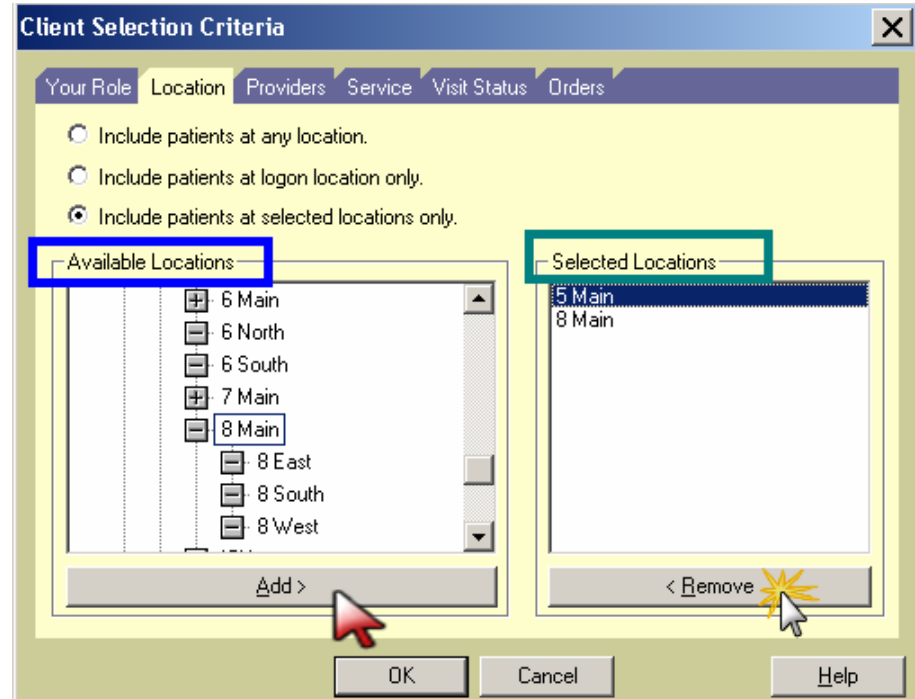 Client Selection Criteria
Your Role Location Providers Service Visit Status Orders
Include patients at any location.
Include patients at logon location only.
Include patients at selected locations only.
Available Locations
6 Main
6 North
6 South
7 Main
8 Main
8 East
8 South
8 West
Add >
Selected Locations
5 Main
8 Main
< Remove
OK Cancel Help